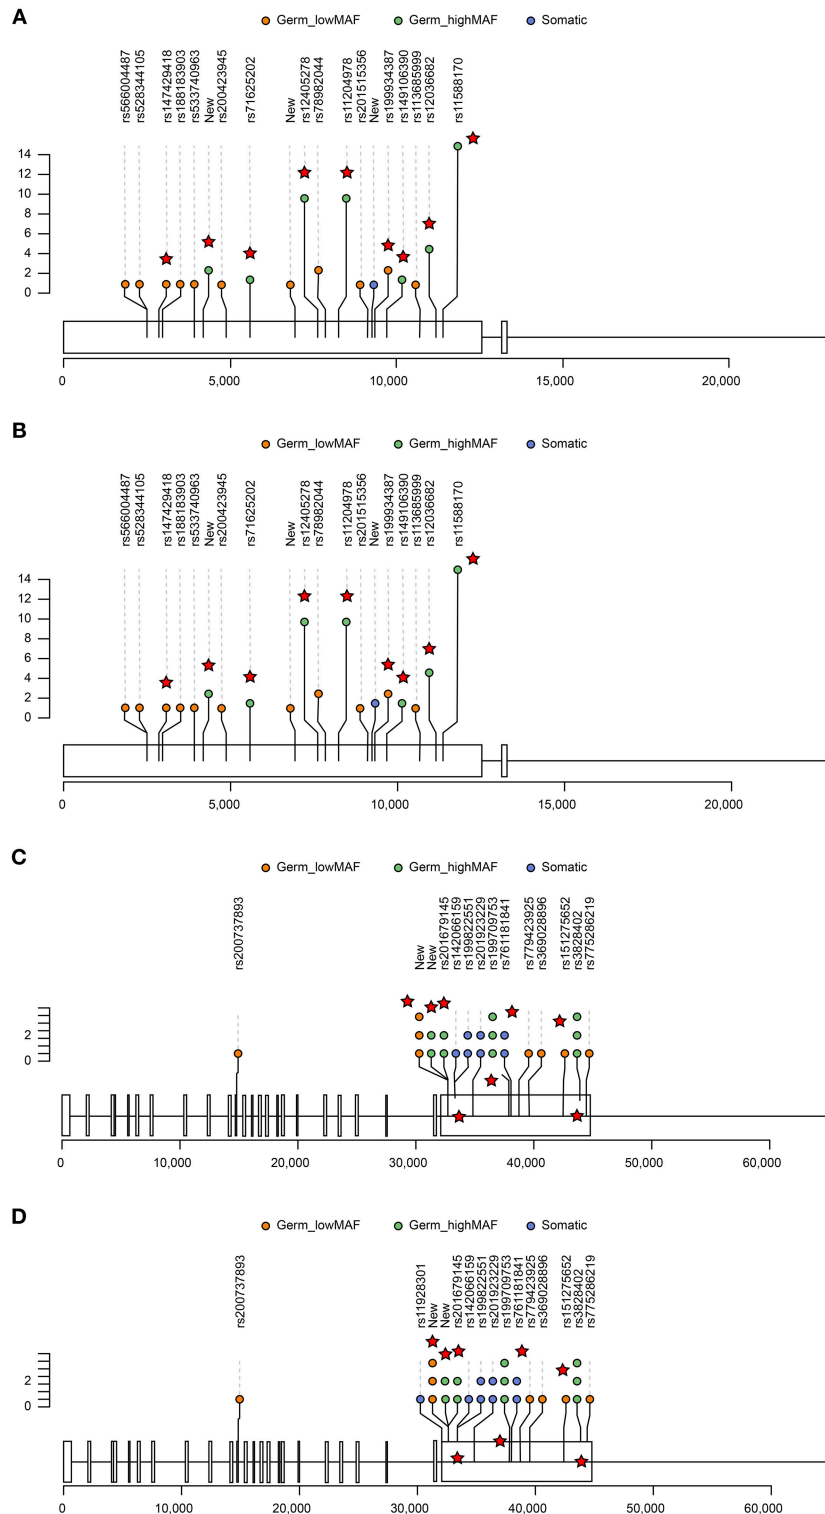 A
Germ_lowMAF Germ_highMAF Somatic
rs566004487
rs528344105
rs147429418
rs188183903
rs533740963
New
rs200423945
rs71625202
New
rs12405278
rs78982044
rs11204978
rs201515356
New
rs199934387
rs149106390
rs113685999
rs12036682
rs11588170
14
12
10
8
6
4
2
0
0 5,000 10,000 15,000 20,000
B
Germ_lowMAF Germ_highMAF Somatic
rs566004487
rs528344105
rs147429418
rs188183903
rs533740963
New
rs200423945
rs71625202
New
rs12405278
rs78982044
rs11204978
rs201515356
New
rs199934387
rs149106390
rs113685999
rs12036682
rs11588170
14
12
10
8
6
4
2
0
0 5,000 10,000 15,000 20,000
C
Germ_lowMAF Germ_highMAF Somatic
rs200737893
New
New
rs201679145
rs142066159
rs199822551
rs201923229
rs199709753
rs761181841
rs779423925
rs369028896
rs151275652
rs3828402
rs775286219
2
0
0 10,000 20,000 30,000 40,000 50,000 60,000
D
Germ_lowMAF Germ_highMAF Somatic
rs200737893
rs11928301
New
New
rs201679145
rs142066159
rs199822551
rs201923229
rs199709753
rs761181841
rs779423925
rs369028896
rs151275652
rs3828402
rs775286219
2
0
0 10,000 20,000 30,000 40,000 50,000 60,000